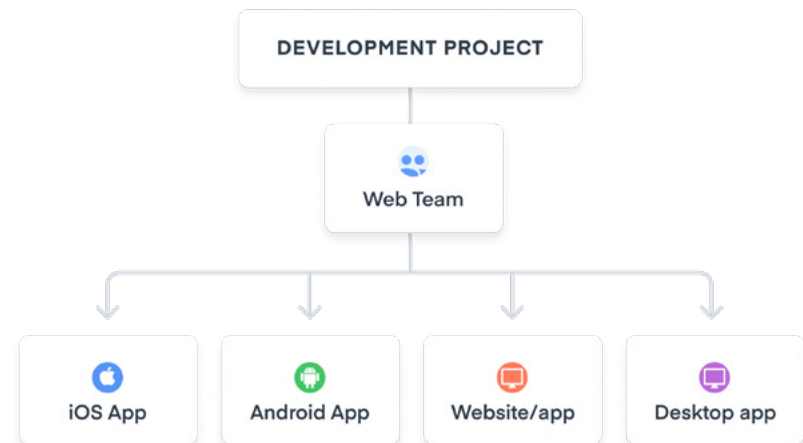 DEVELOPMENT PROJECT
Web Team
iOS App
Android App
Website/app
Desktop app